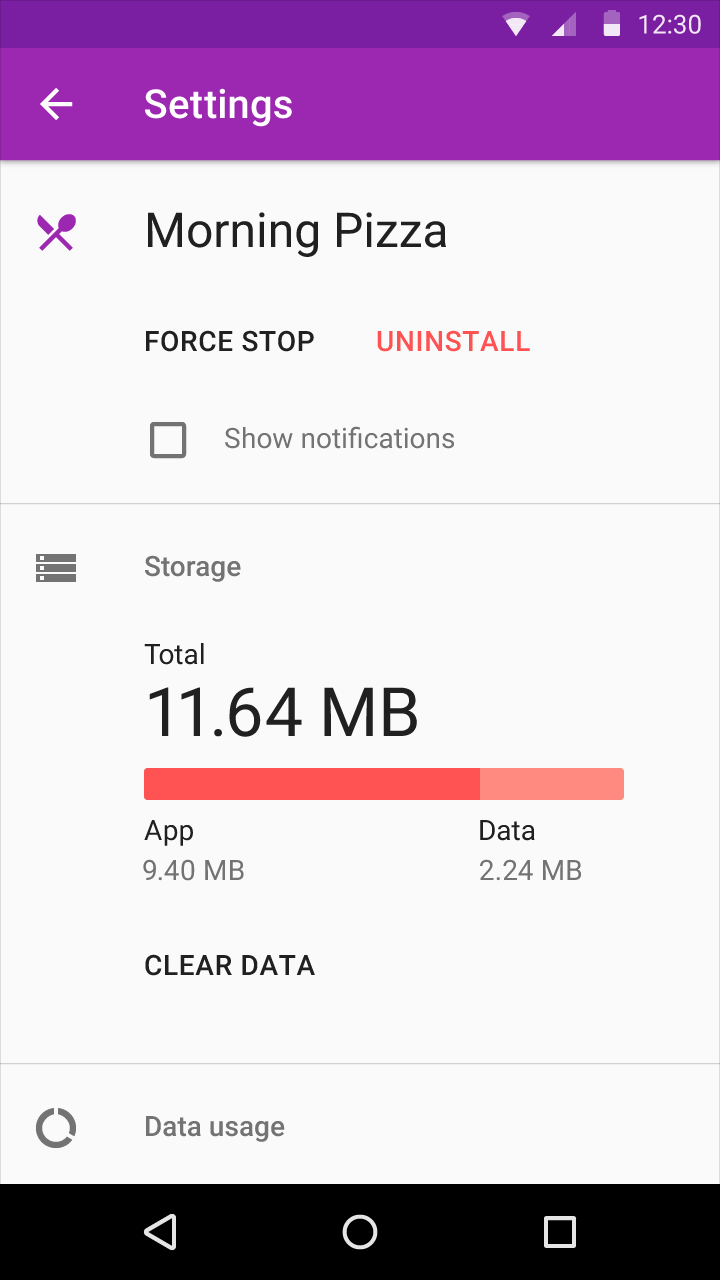 12:30
Settings
Morning Pizza
FORCE STOP UNINSTALL
Show notifications
Storage
Total
11.64 MB
App Data
9.40 MB 2.24 MB
CLEAR DATA
Data usage